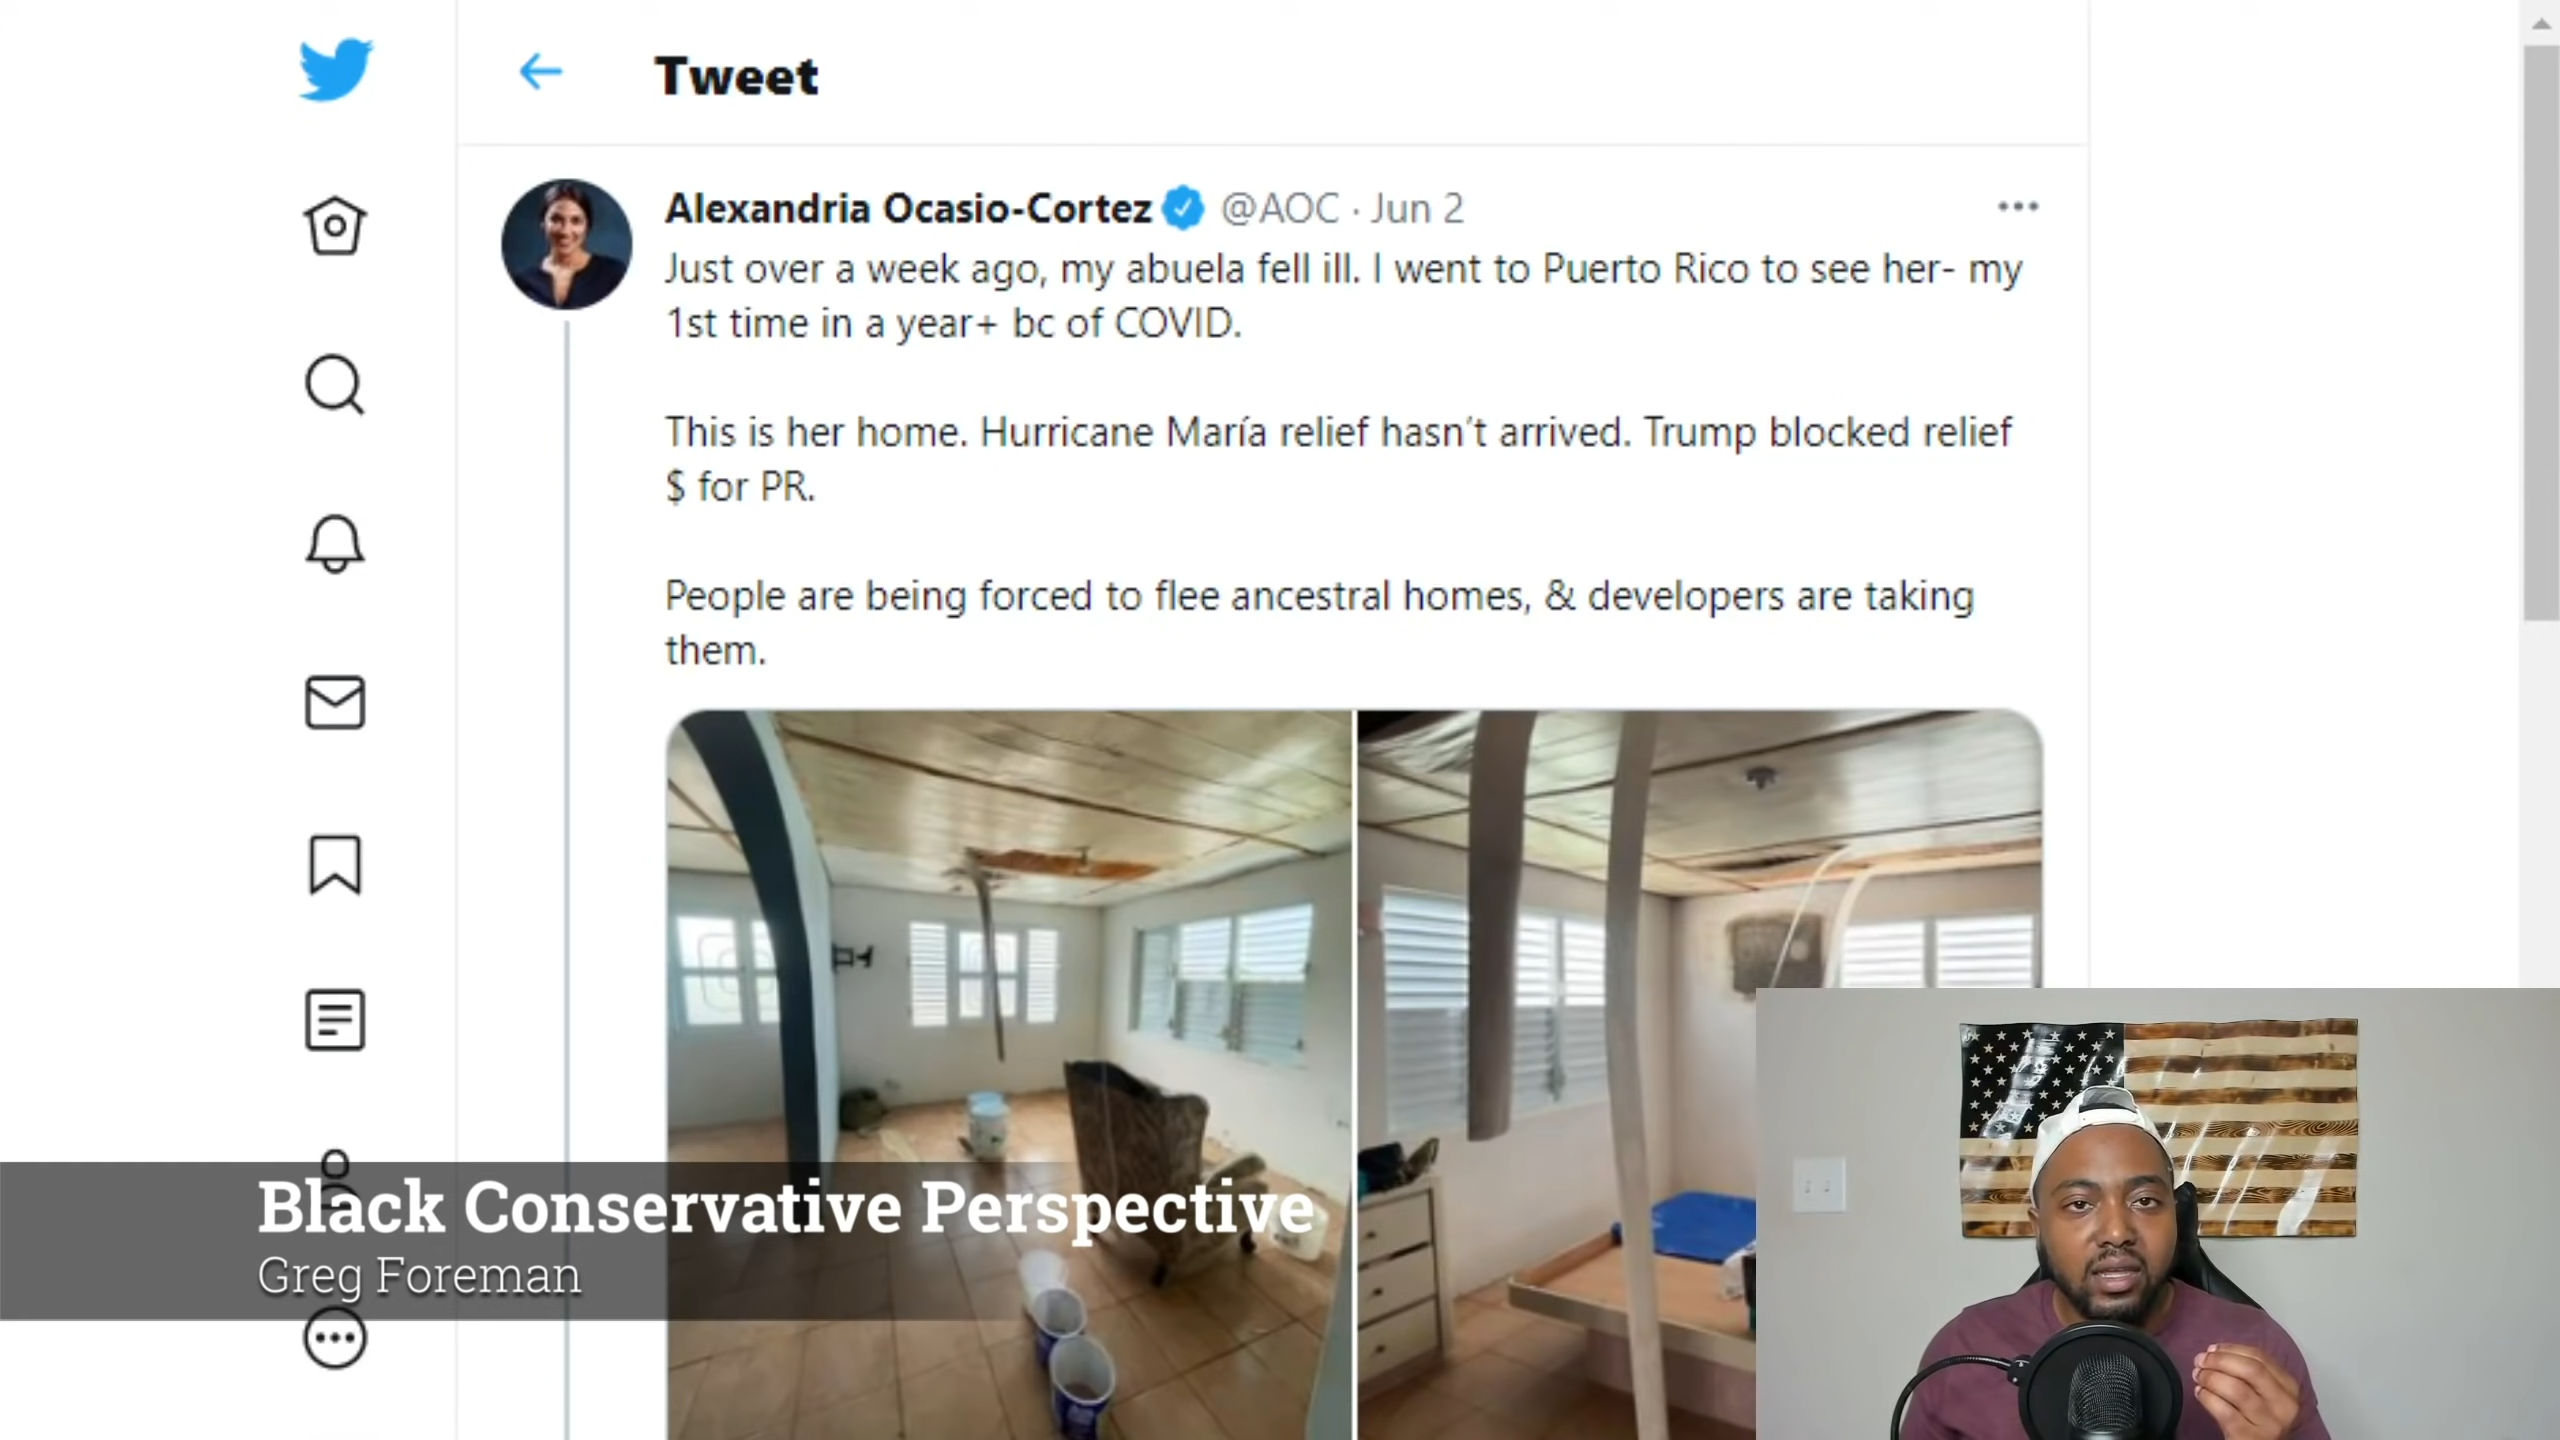 Tweet
Alexandria Ocasio-Cortez @AOC · Jun 2
Just over a week ago, my abuela fell ill. I went to Puerto Rico to see her- my
1st time in a year+ bc of COVID.
This is her home. Hurricane María relief hasn't arrived. Trump blocked relief
$ for PR.
People are being forced to flee ancestral homes, & developers are taking
them.
Black Conservative Perspective
Greg Foreman